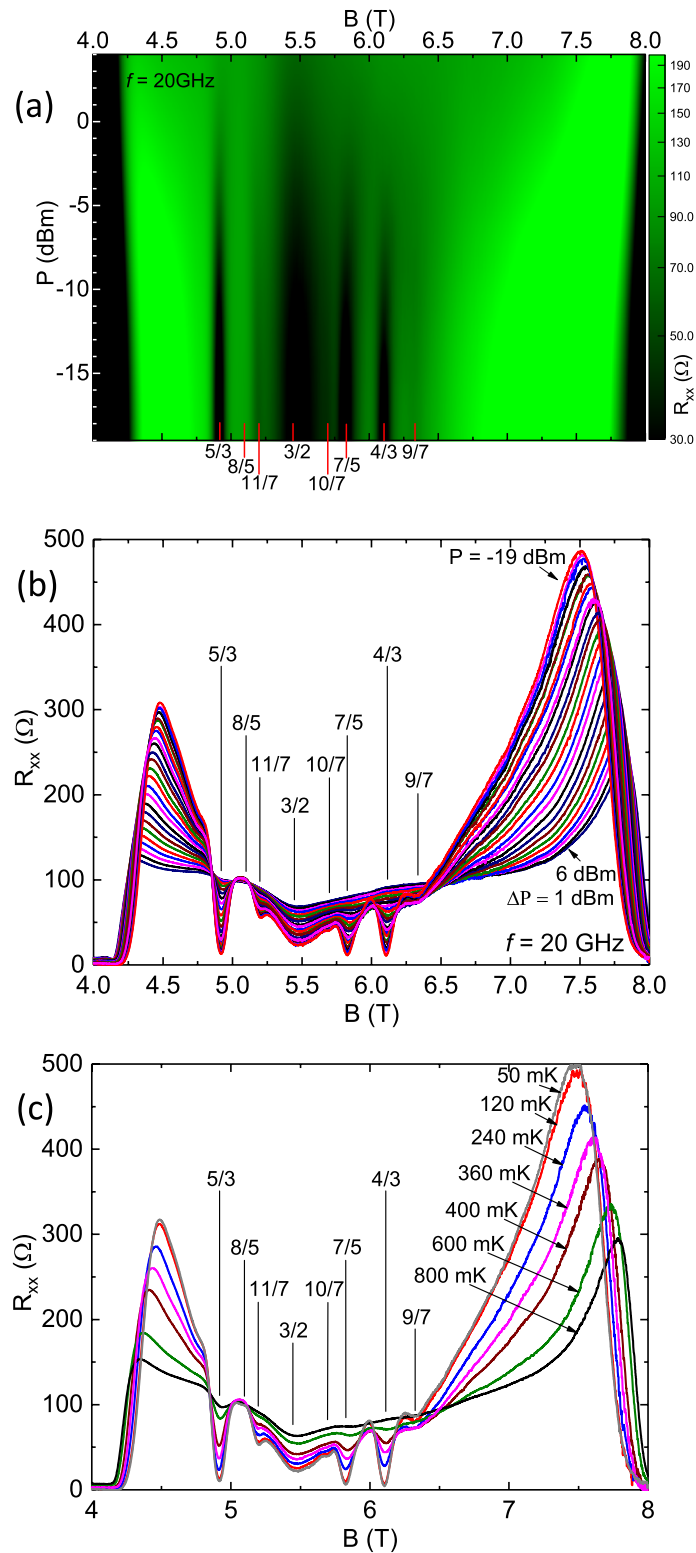 B (T)
4.0 4.5 5.0 5.5 6.0 6.5 7.0 7.5 8.0
(a)
f = 20GHz
P (dBm)
0
-5
-10
-15
190
170
150
130
110
90.0
70.0
50.0
30.0
Rxx (Ω)
5/3 3/2 7/5 4/3 9/7
8/5
11/7 10/7
(b)
Rxx (Ω)
500
400
300
200
100
0
P = -19 dBm
5/3 4/3
8/5 7/5
11/7 10/7
9/7
3/2
6 dBm
ΔP = 1 dBm
f = 20 GHz
4.0 4.5 5.0 5.5 6.0 6.5 7.0 7.5 8.0
B (T)
(c)
Rxx (Ω)
500
400
300
200
100
0
50 mK
120 mK
240 mK
360 mK
400 mK
600 mK
800 mK
5/3 4/3
8/5 7/5
11/7 10/7
9/7
3/2
4 5 6 7 8
B (T)